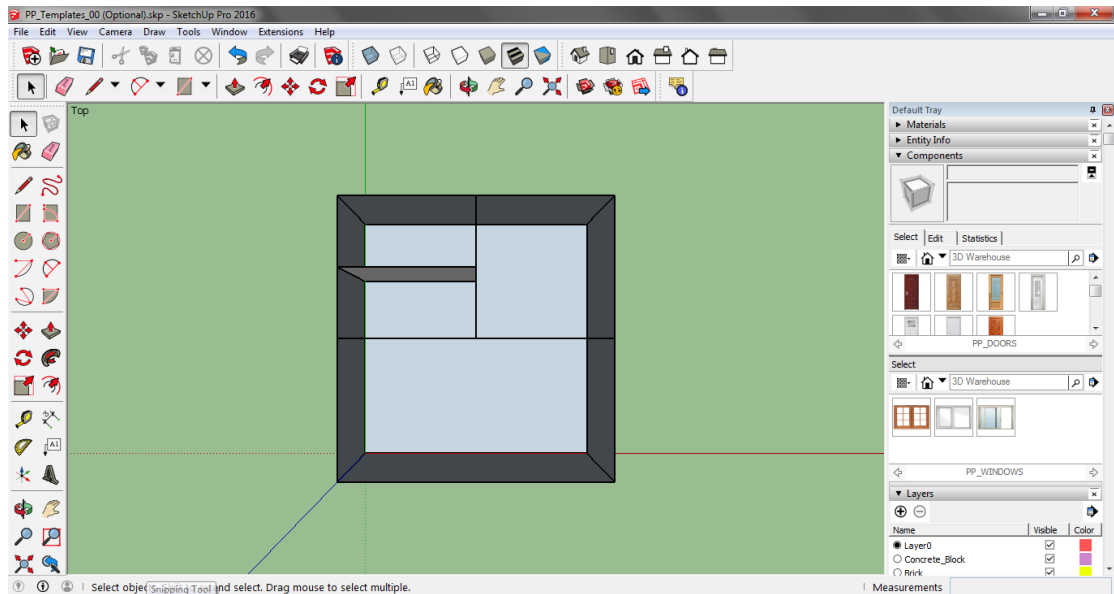 PP_Templates_00 (Optional).skp - SketchUp Pro 2016
File Edit View Camera Draw Tools Window Extensions Help
A1
Top
Default Tray
Materials
Entity Info
Components
Select Edit Statistics
3D Warehouse
PP_DOORS
Select
3D Warehouse
A1
PP_WINDOWS
Layers
Name Visible Color
Layer0
Concrete_Block
Brick
Select objec Snipping Tool nd select. Drag mouse to select multiple.
Measurements